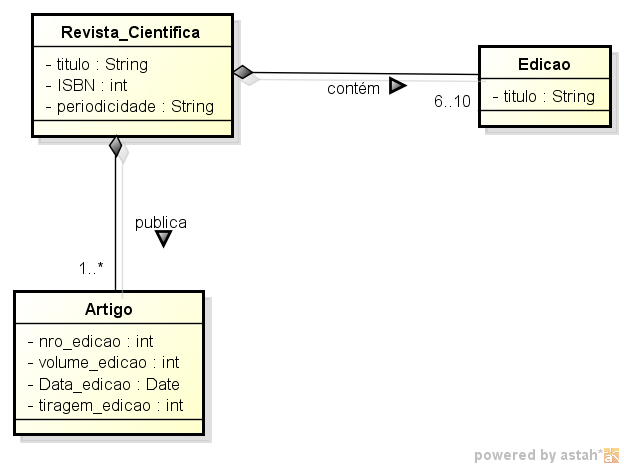 Revista_Cientifica
- titulo : String
- ISBN : int
- periodicidade : String
contém
6..10
Edicao
- titulo : String
publica
1..*
Artigo
- nro_edicao : int
- volume_edicao : int
- Data_edicao : Date
- tiragem_edicao : int
powered by astah*